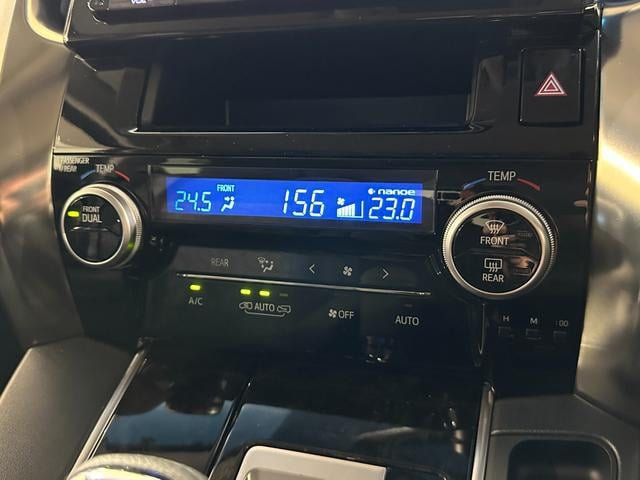 PASSENGER
& REAR
TEMP
FRONT
DUAL
24.5
FRONT
156
nanoe
23.0
TEMP
FRONT
REAR
REAR
A/C
AUTO
OFF
AUTO
H
M
:00